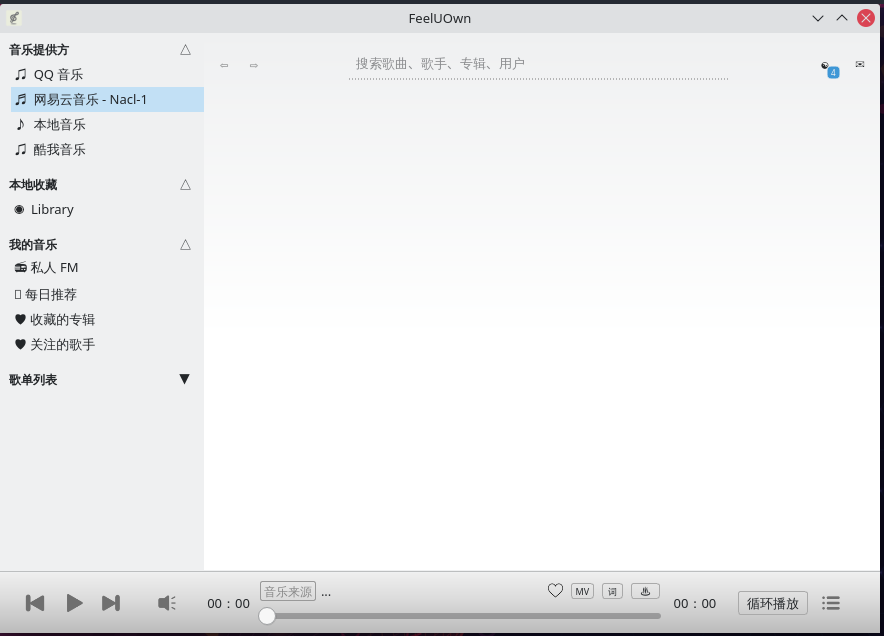 FeelUOwn
音乐提供方
QQ 音乐
网易云音乐 - Nacl-1
本地音乐
酷我音乐
本地收藏
Library
我的音乐
私人 FM
每日推荐
收藏的专辑
关注的歌手
歌单列表
搜索歌曲、歌手、专辑、用户
4
00 : 00
音乐来源 ...
MV
词
00 : 00
循环播放